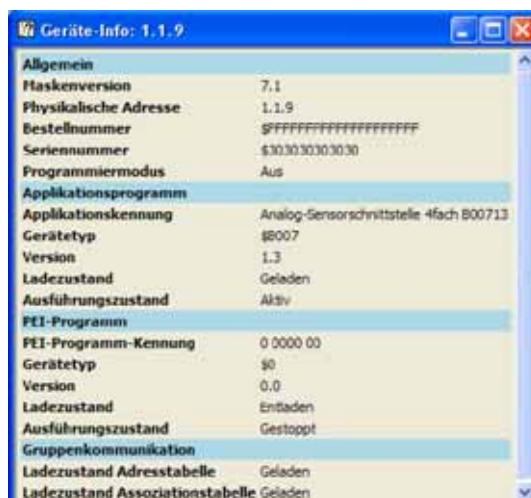 Geräte-Info: 1.1.9
Allgemein
Maskenversion 7.1
Physikalische Adresse 1.1.9
Bestellnummer $FFFFFFFFFFFFFFFFFFFF
Seriennummer $303030303030
Programmiermodus Aus
Applikationsprogramm
Applikationskennung Analog-Sensorschnittstelle 4fach B00713
Gerätetyp $B007
Version 1.3
Ladezustand Geladen
Ausführungszustand Aktiv
PEI-Programm
PEI-Programm-Kennung 0 0000 00
Gerätetyp $0
Version 0.0
Ladezustand Entladen
Ausführungszustand Gestoppt
Gruppenkommunikation
Ladezustand Adresstabelle Geladen
Ladezustand Assoziationstabelle Geladen